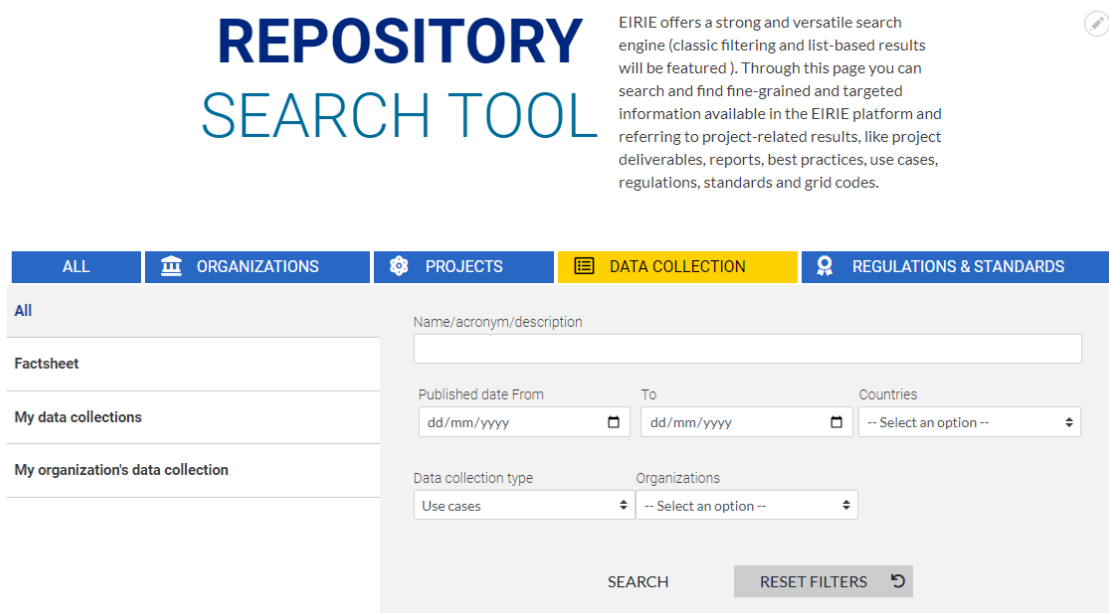 REPOSITORY
SEARCH TOOL
EIRIE offers a strong and versatile search
engine (classic filtering and list-based results
will be featured ). Through this page you can
search and find fine-grained and targeted
information available in the EIRIE platform and
referring to project-related results, like project
deliverables, reports, best practices, use cases,
regulations, standards and grid codes.
ALL ORGANIZATIONS PROJECTS DATA COLLECTION REGULATIONS & STANDARDS
All
Factsheet
My data collections
My organization's data collection
Name/acronym/description
Published date From To Countries
dd/mm/yyyy dd/mm/yyyy -- Select an option --
Data collection type Organizations
Use cases -- Select an option --
SEARCH RESET FILTERS